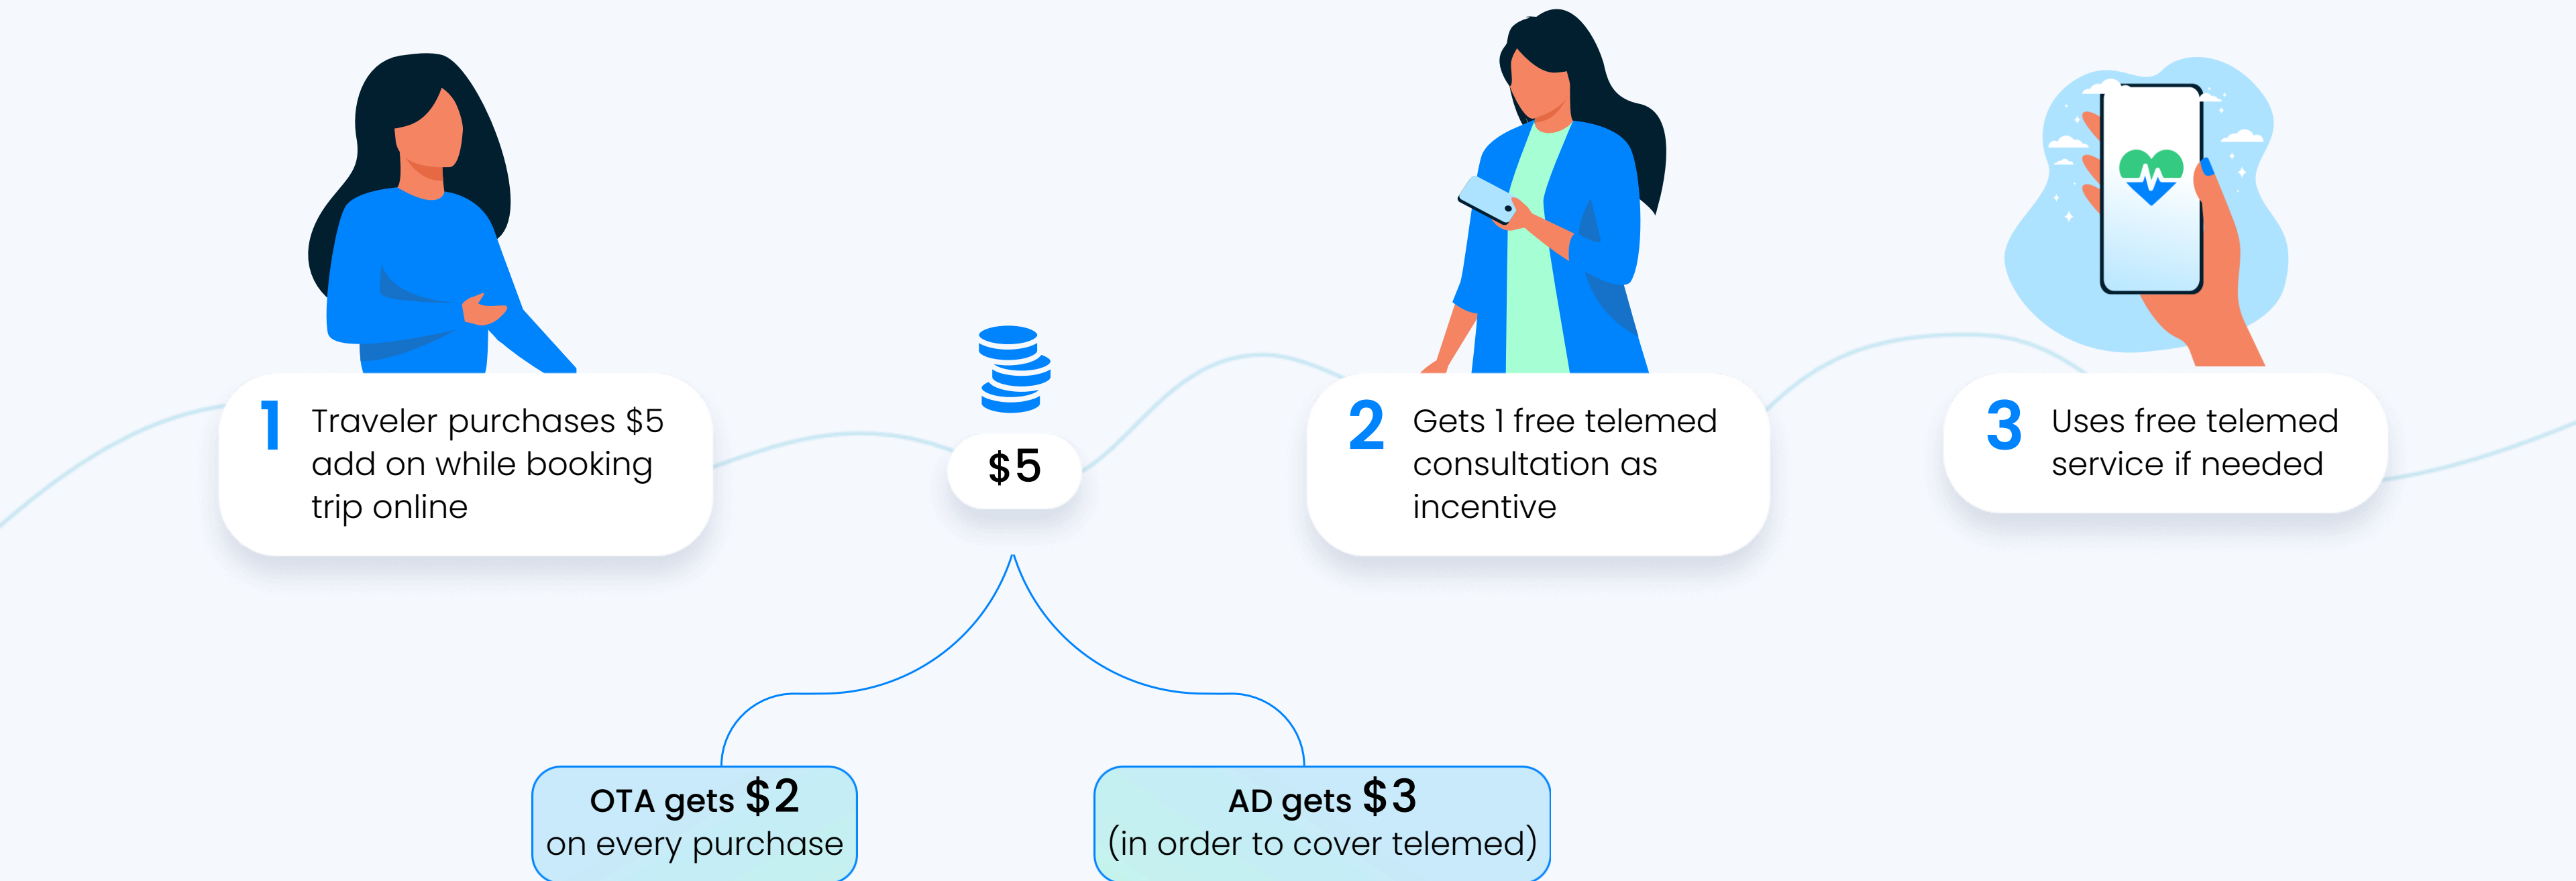 1
Traveler purchases $5
add on while booking
trip online
$5
2
Gets 1 free telemed
consultation as
incentive
3
Uses free telemed
service if needed
OTA gets $2
on every purchase
AD gets $3
(in order to cover telemed)